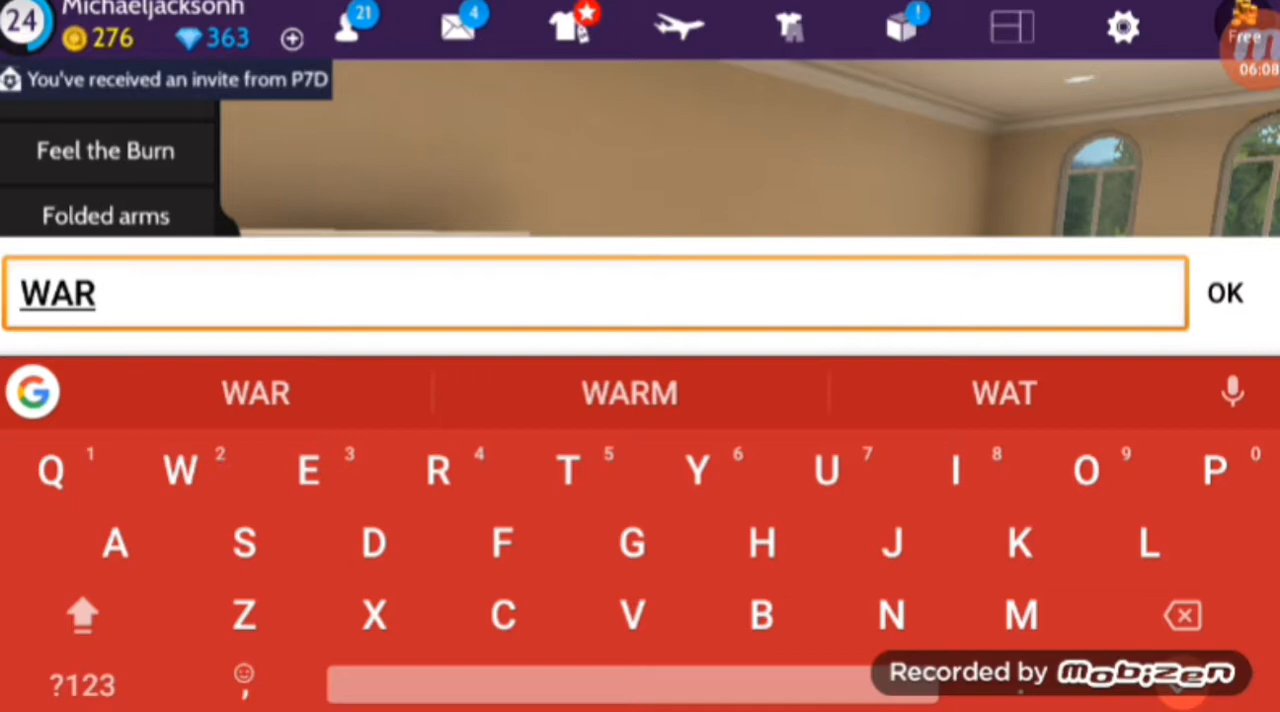 24
Michaeljacksonh
276 363
21
4
!
Free
06:08
You've received an invite from P7D
Feel the Burn
Folded arms
WAR OK
G WAR WARM WAT
Q 1 W 2 E 3 R 4 T 5 Y 6 U 7 I 8 O 9 P 0
A S D F G H J K L
Z X C V B N M
?123 ,
Recorded by mobizen